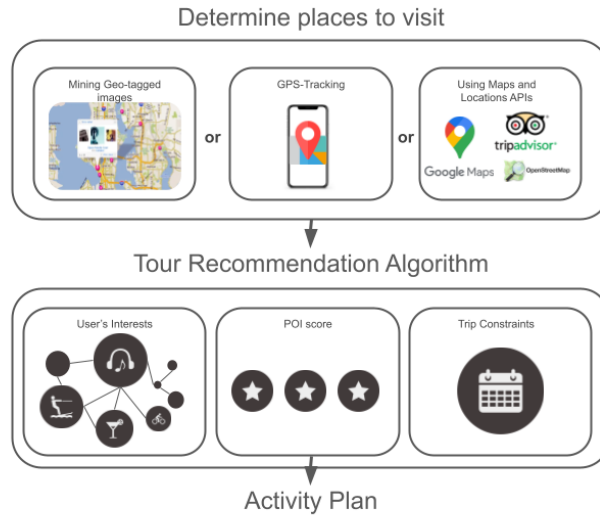 Determine places to visit
Mining Geo-tagged
images
or
GPS-Tracking
or
Using Maps and
Locations APIs
Google Maps
tripadvisor
OpenStreetMap
Tour Recommendation Algorithm
User's Interests
POI score
Trip Constraints
Activity Plan